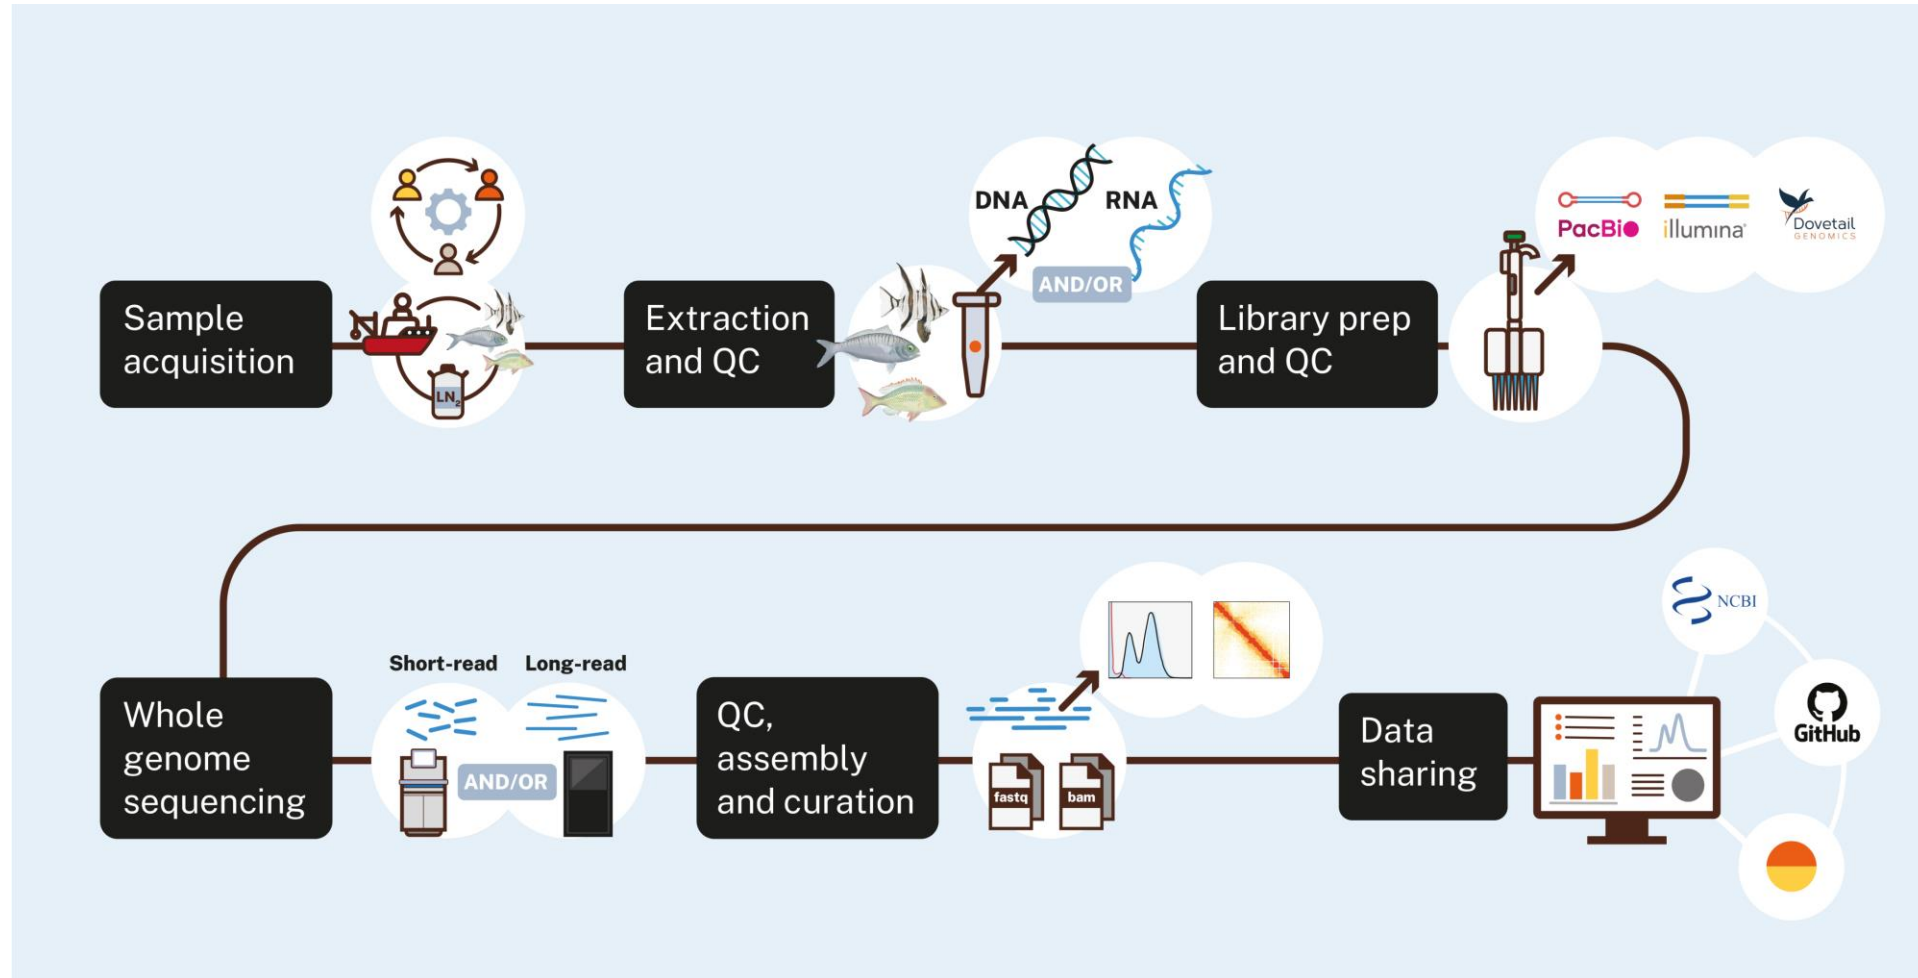 Sample
acquisition
LN₂
Extraction
and QC
DNA
RNA
AND/OR
Library prep
and QC
PacBio
illumina®
Dovetail
GENOMICS
Whole
genome
sequencing
Short-read
Long-read
AND/OR
QC,
assembly
and curation
fastq
bam
Data
sharing
NCBI
GitHub